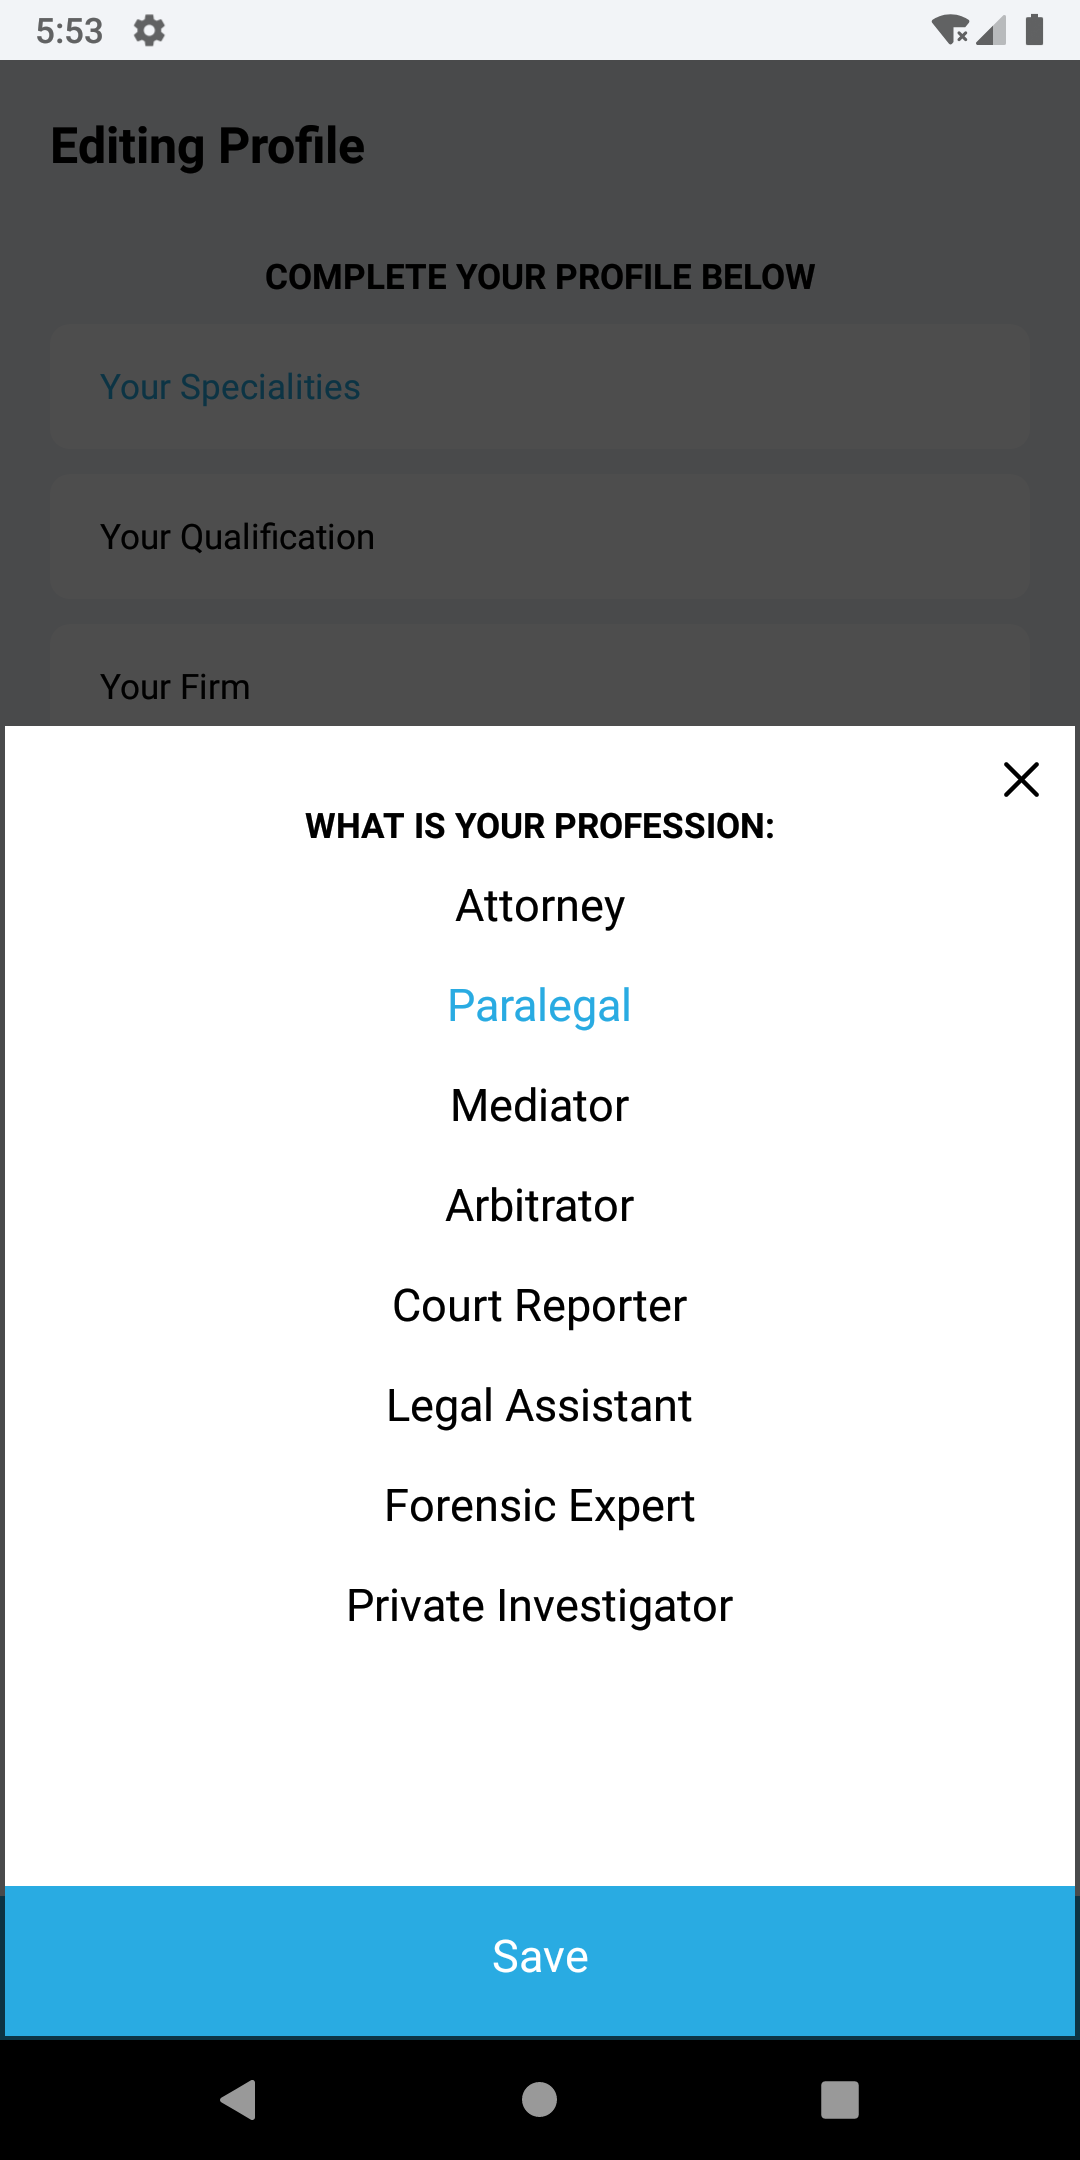 5:53
Editing Profile
COMPLETE YOUR PROFILE BELOW
Your Specialities
Your Qualification
Your Firm
WHAT IS YOUR PROFESSION:
Attorney
Paralegal
Mediator
Arbitrator
Court Reporter
Legal Assistant
Forensic Expert
Private Investigator
Save